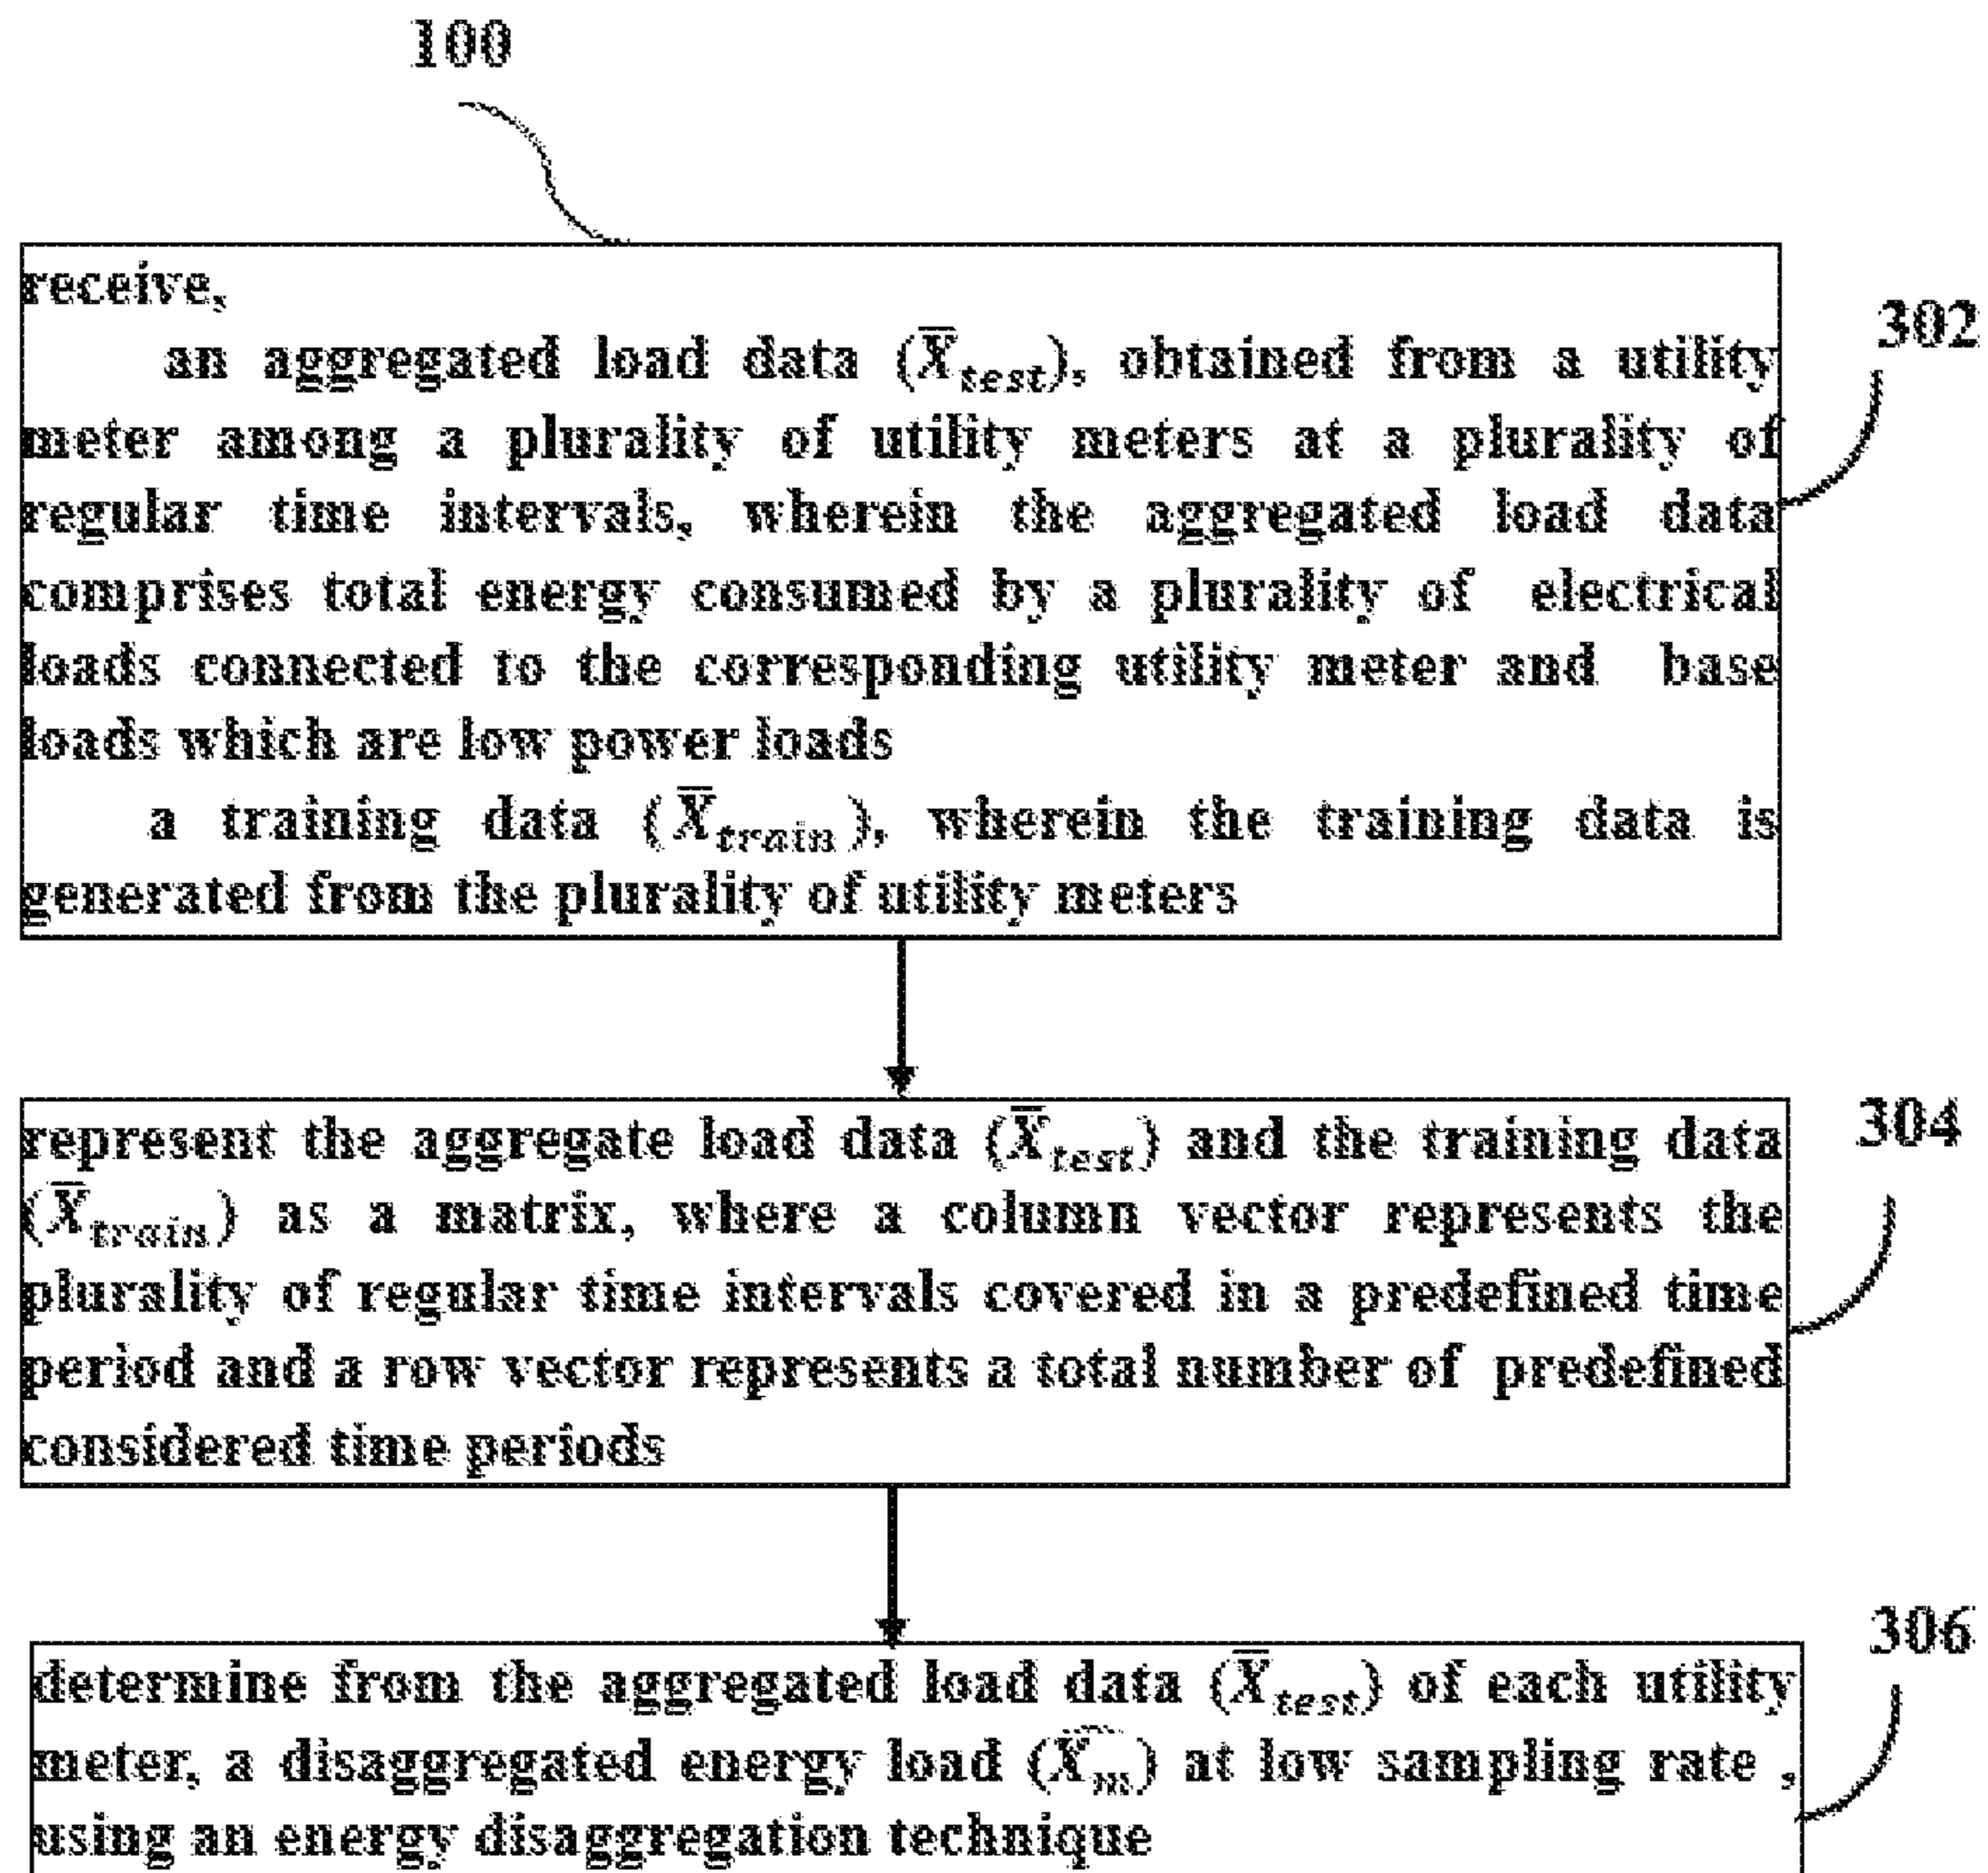 100
receive,
an aggregated load data (X̅_test), obtained from a utility
302
meter among a plurality of utility meters at a plurality of
regular time intervals, wherein the aggregated load data
comprises total energy consumed by a plurality of electrical
loads connected to the corresponding utility meter and base
loads which are low power loads
a training data (X̅_train), wherein the training data is
generated from the plurality of utility meters
represent the aggregate load data (X̅_test) and the training data
304
(X̅_train) as a matrix, where a column vector represents the
plurality of regular time intervals covered in a predefined time
period and a row vector represents a total number of predefined
considered time periods
306
determine from the aggregated load data (X̅_test) of each utility
meter, a disaggregated energy load (X̂_m) at low sampling rate ,
using an energy disaggregation technique